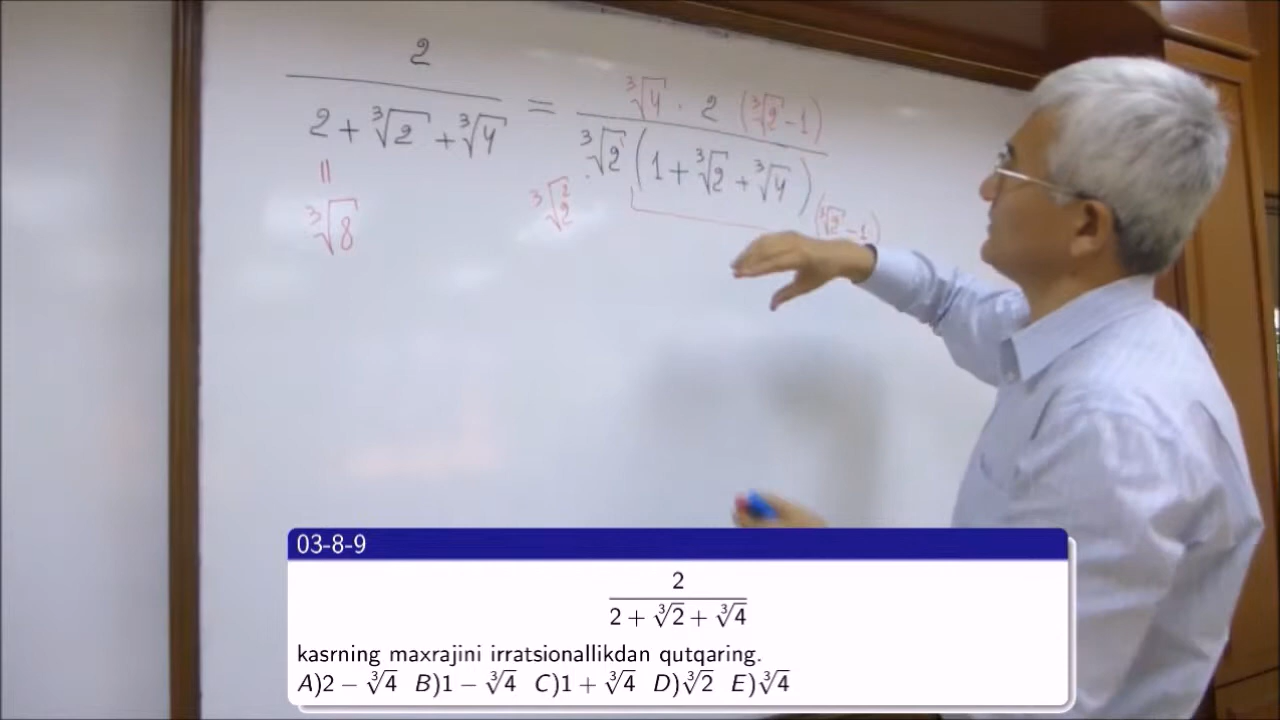 2 / (2 + ∛2 + ∛4) = ∛4 · 2 (∛2 - 1) / (∛2 (1 + ∛2 + ∛4) (∛2 - 1))
॥
∛8
∛2²
03-8-9
2 / (2 + ∛2 + ∛4)
kasrning maxrajini irratsionallikdan qutqaring.
A)2 − ∛4 B)1 − ∛4 C)1 + ∛4 D)∛2 E)∛4